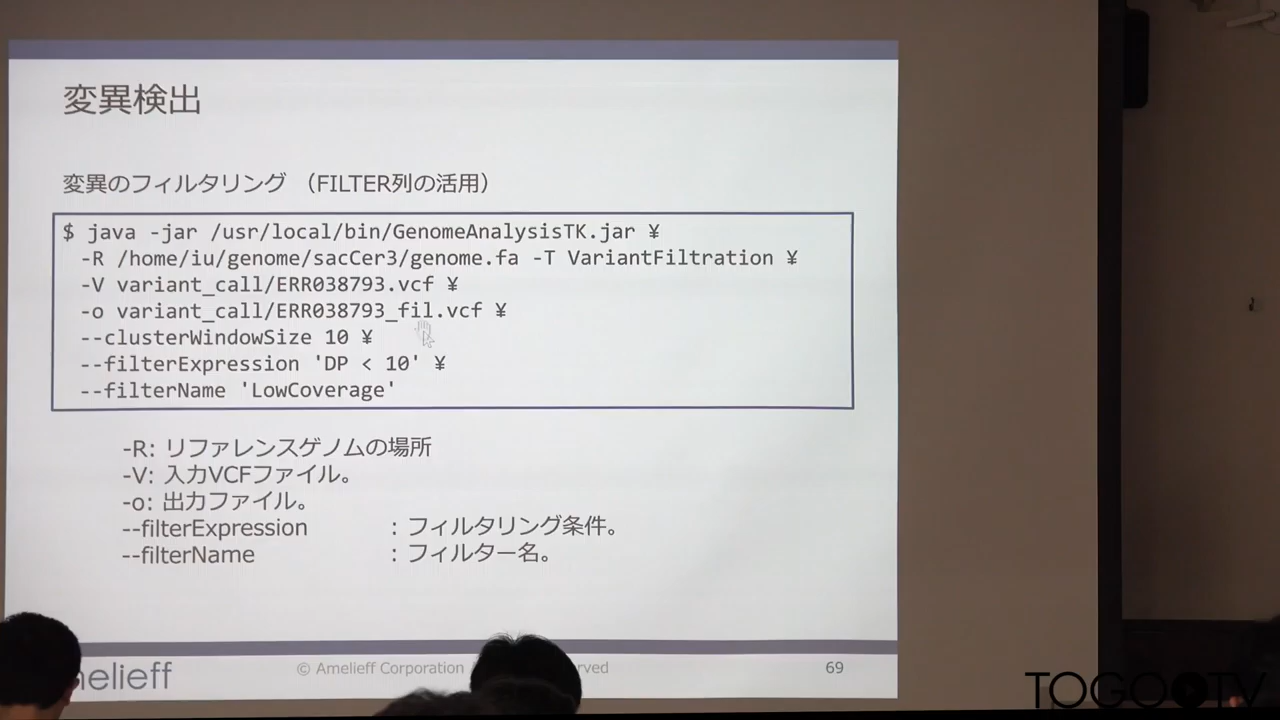 変異検出
変異のフィルタリング （FILTER列の活用）
$ java -jar /usr/local/bin/GenomeAnalysisTK.jar ¥
-R /home/iu/genome/sacCer3/genome.fa -T VariantFiltration ¥
-V variant_call/ERR038793.vcf ¥
-o variant_call/ERR038793_fil.vcf ¥
--clusterWindowSize 10 ¥
--filterExpression 'DP < 10' ¥
--filterName 'LowCoverage'
-R: リファレンスゲノムの場所
-V: 入力VCFファイル。
-o: 出力ファイル。
--filterExpression : フィルタリング条件。
--filterName : フィルター名。
© Amelieff Corporation
69
TOGOTV